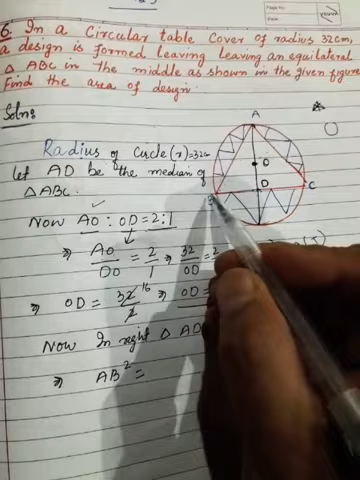 6. In a Circular table Cover of radius 32cm,
a design is formed leaving leaving an equilateral
Δ ABC in the middle as shown in the given figure
Find the area of design.
Soln:
A
Radius of Circle (r) = 32cm
O
let AD be the median of
D
C
B
Δ ABC.
Now AO : OD = 2:1
⇒ AO/DO = 2/1 ⇒ 32/OD = 2
⇒ OD = 32/2 16 ⇒ OD =
Now In right Δ AD
⇒ AB² =